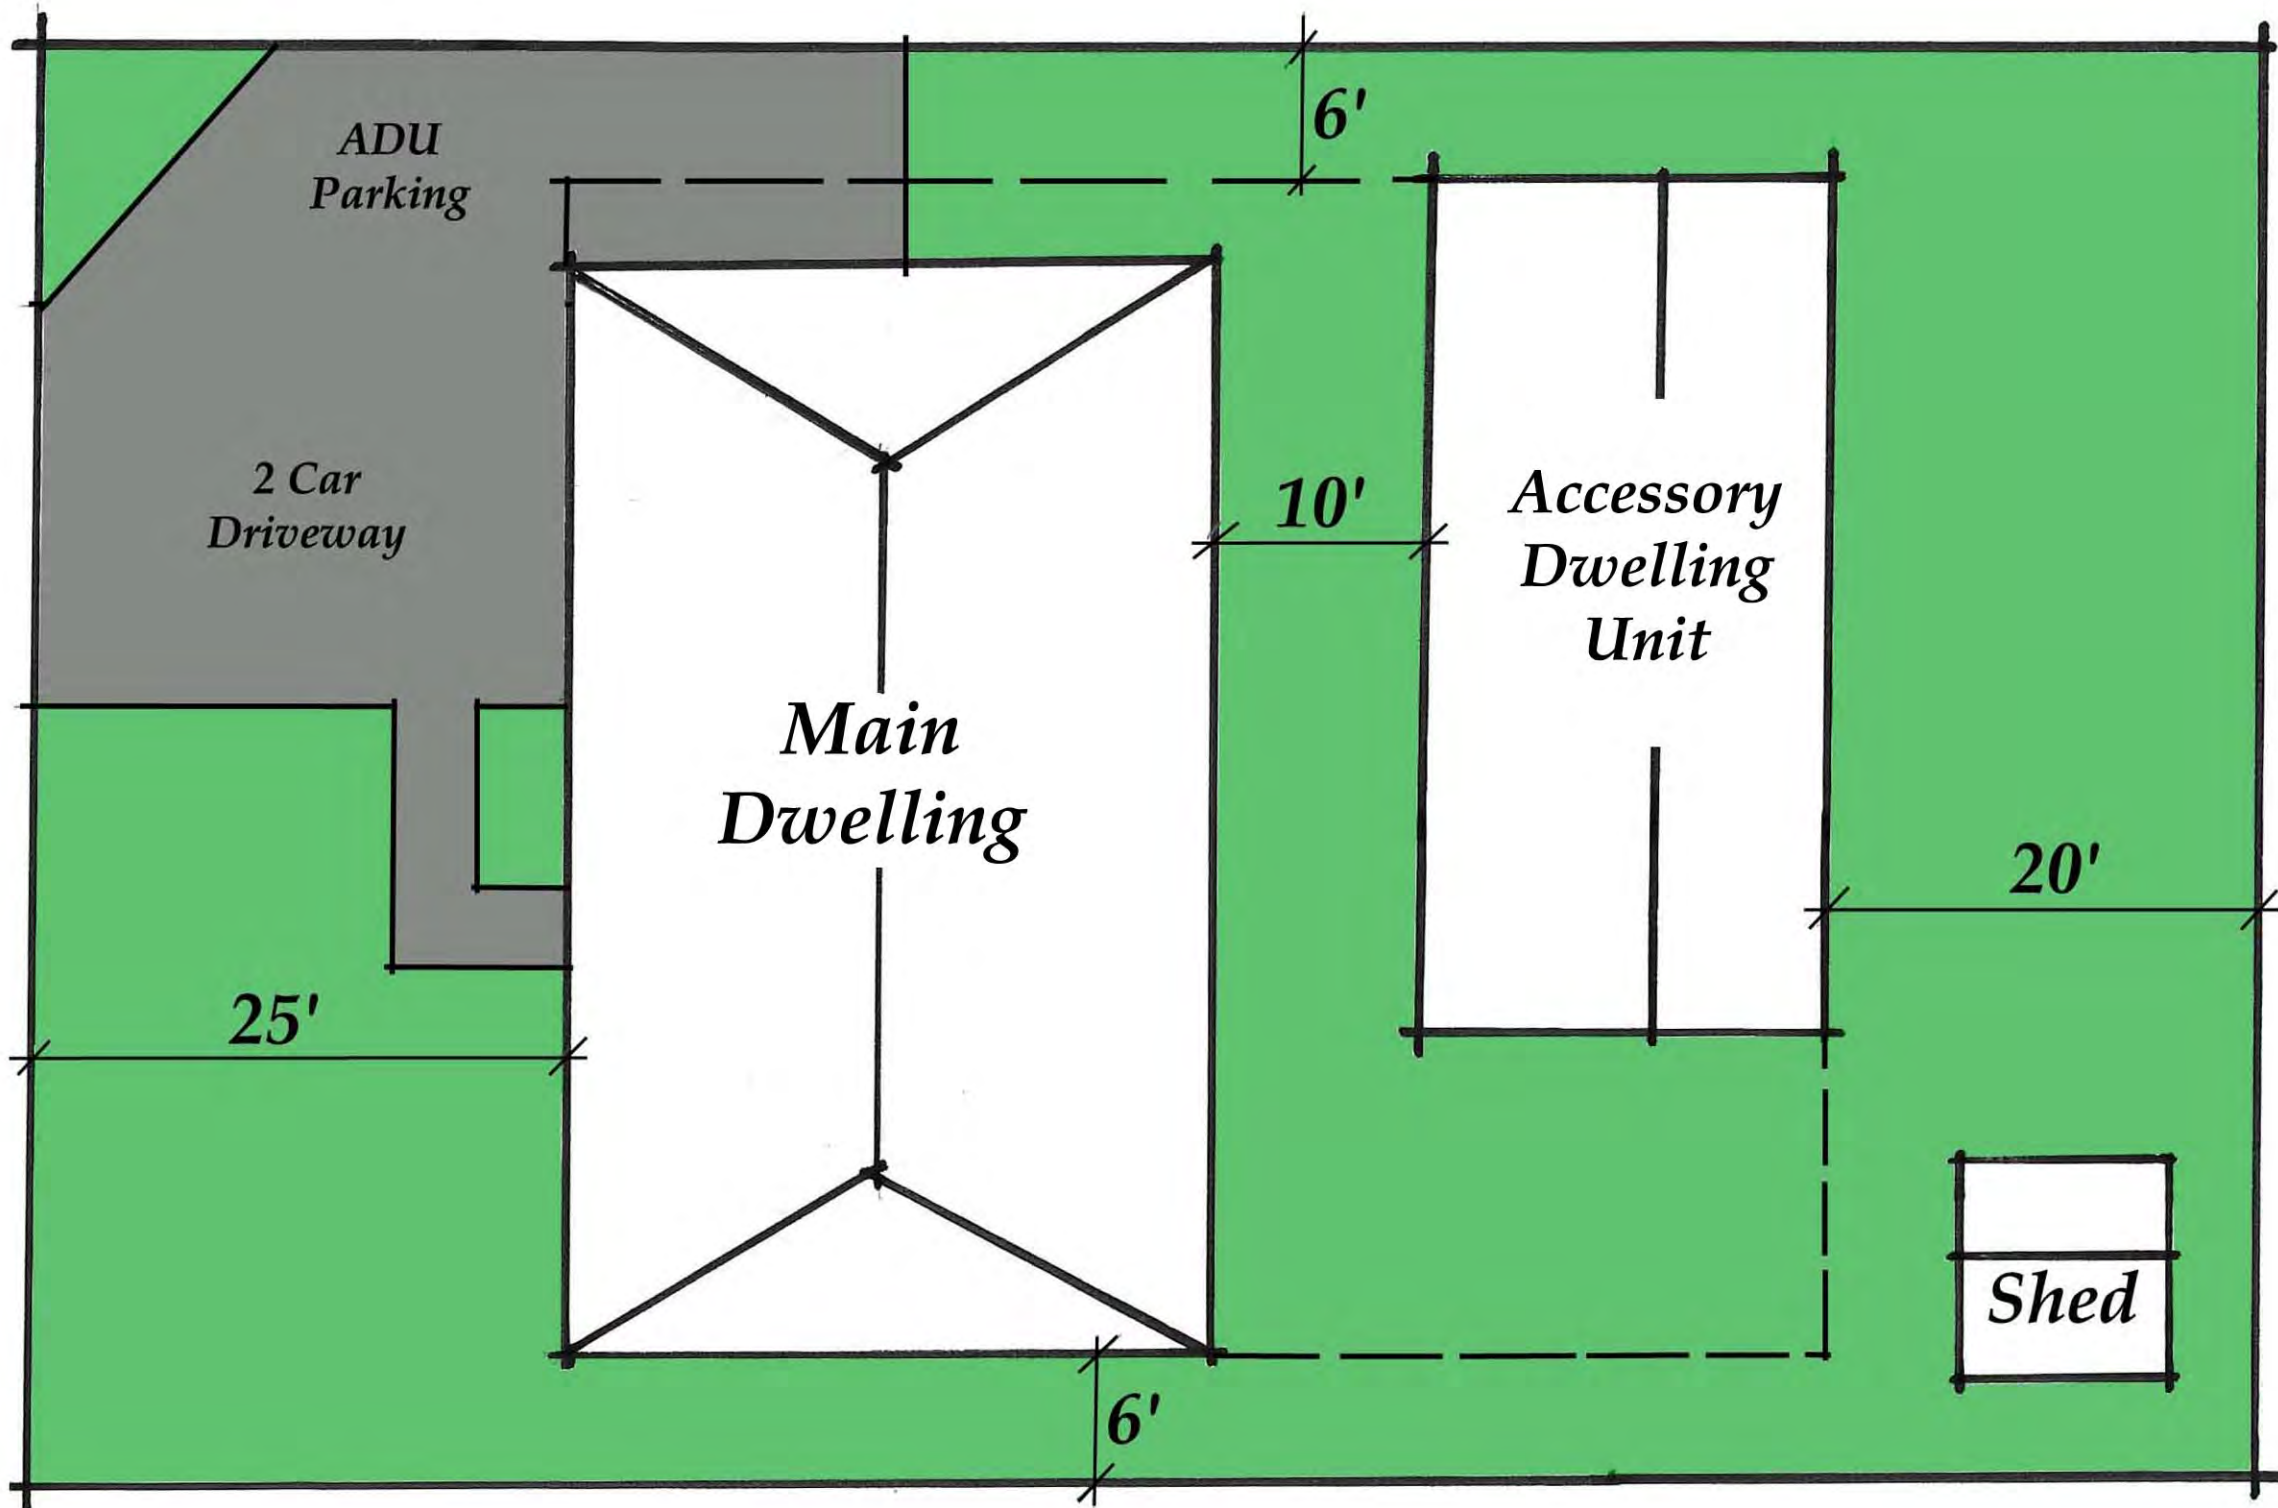 6'
ADU
Parking
2 Car
Driveway
10'
Accessory
Dwelling
Unit
Main
Dwelling
20'
25'
Shed
6'